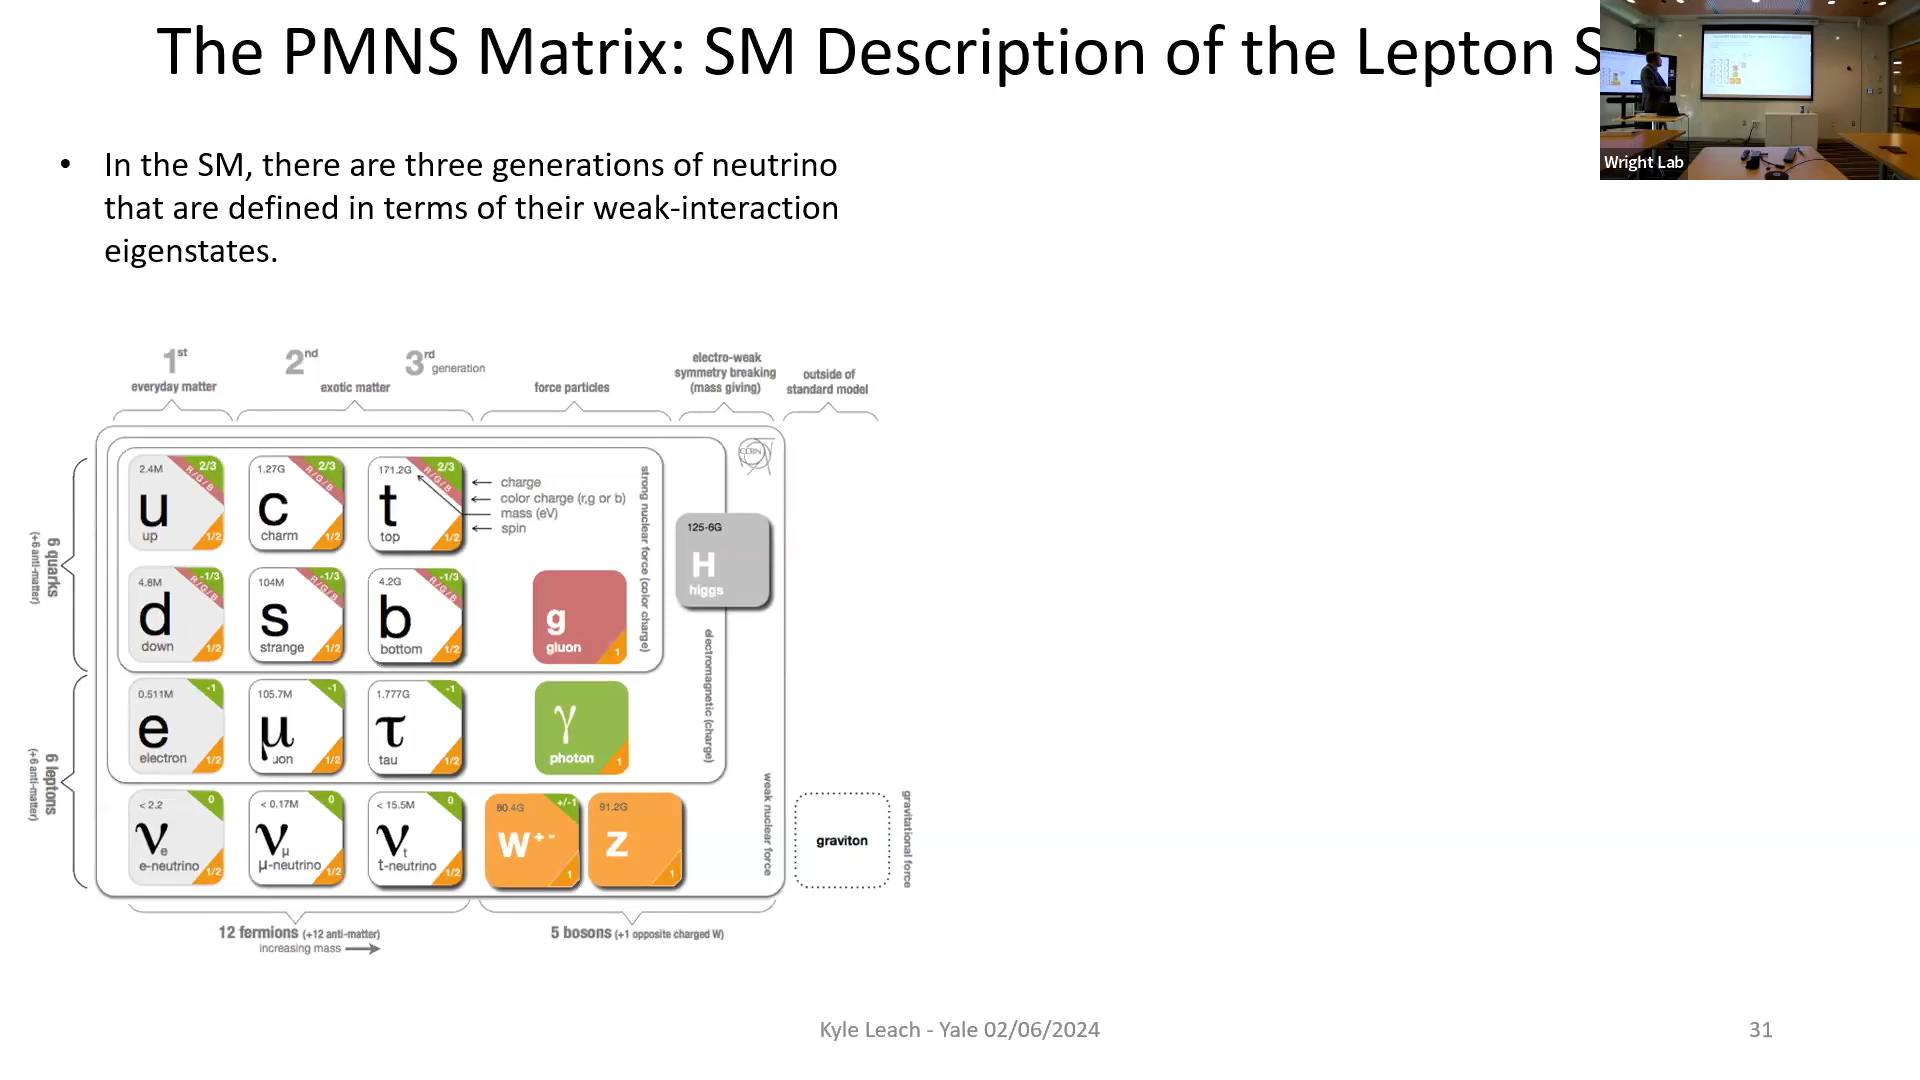 The PMNS Matrix: SM Description of the Lepton S
Wright Lab
• In the SM, there are three generations of neutrino
that are defined in terms of their weak-interaction
eigenstates.
1st
everyday matter
2nd
3rd generation
exotic matter
force particles
electro-weak
symmetry breaking
(mass giving)
outside of
standard model
6 quarks
(+6 anti-matter)
6 leptons
(+6 anti-matter)
2.4M
2/3
R/G/B
u
up
1/2
1.27G
2/3
R/G/B
c
charm
1/2
171.2G
2/3
R/G/B
t
top
1/2
charge
color charge (r,g or b)
mass (eV)
spin
strong nuclear force (color charge)
CERN
4.8M
-1/3
R/G/B
d
down
1/2
104M
-1/3
R/G/B
s
strange
1/2
4.2G
-1/3
R/G/B
b
bottom
1/2
g
gluon
1
125-6G
H
higgs
0.511M
-1
e
electron
1/2
105.7M
-1
μ
uon
1/2
1.777G
-1
τ
tau
1/2
γ
photon
1
electromagnetic (charge)
< 2.2
0
νe
e-neutrino
1/2
< 0.17M
0
νμ
μ-neutrino
1/2
< 15.5M
0
νt
t-neutrino
1/2
80.4G
+/-1
W+-
1
91.2G
Z
1
weak nuclear force
graviton
gravitational force
12 fermions (+12 anti-matter)
increasing mass
5 bosons (+1 opposite charged W)
Kyle Leach - Yale 02/06/2024
31